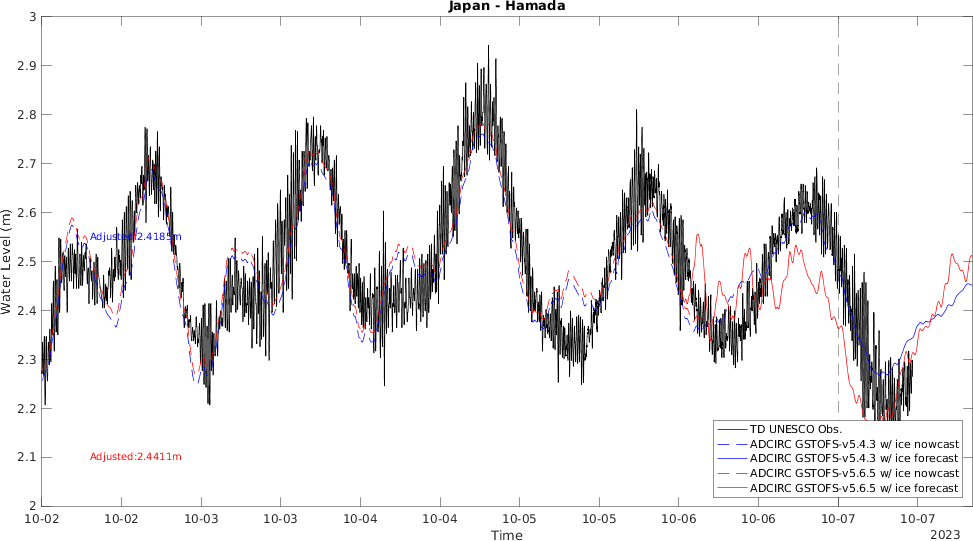 Japan - Hamada
3
2.9
2.8
2.7
2.6
2.5
2.4
2.3
2.2
2.1
2
Water Level (m)
Adjusted:2.4185m
Adjusted:2.4411m
TD UNESCO Obs.
ADCIRC GSTOFS-v5.4.3 w/ ice nowcast
ADCIRC GSTOFS-v5.4.3 w/ ice forecast
ADCIRC GSTOFS-v5.6.5 w/ ice nowcast
ADCIRC GSTOFS-v5.6.5 w/ ice forecast
10-02 10-02 10-03 10-03 10-04 10-04 10-05 10-05 10-06 10-06 10-07 10-07
Time
2023